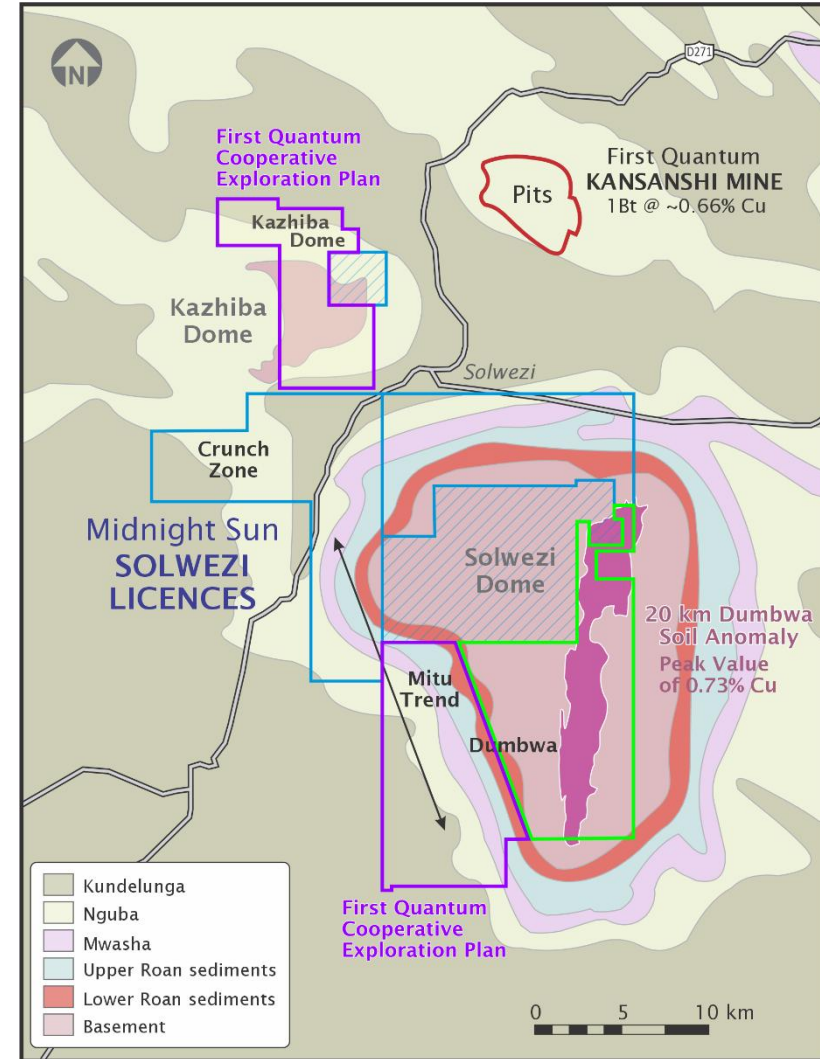 N
D271
First Quantum
Cooperative
Exploration Plan
First Quantum
KANSANSHI MINE
1Bt @ ~0.66% Cu
Pits
Kazhiba
Dome
Kazhiba
Dome
Solwezi
Crunch
Zone
Midnight Sun
SOLWEZI
LICENCES
Solwezi
Dome
20 km Dumbwa
Soil Anomaly
Peak Value
of 0.73% Cu
Mitu
Trend
Dumbwa
First Quantum
Cooperative
Exploration Plan
Kundelunga
Nguba
Mwasha
Upper Roan sediments
Lower Roan sediments
Basement
0 5 10 km